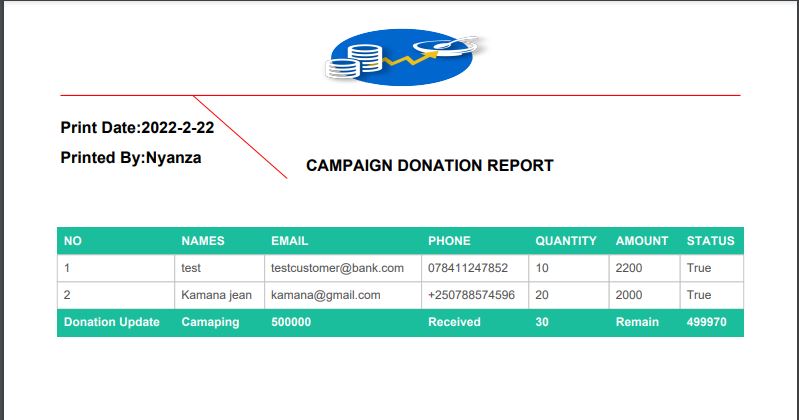 Print Date:2022-2-22
Printed By:Nyanza
CAMPAIGN DONATION REPORT
NO NAMES EMAIL PHONE QUANTITY AMOUNT STATUS
1 test testcustomer@bank.com 078411247852 10 2200 True
2 Kamana jean kamana@gmail.com +250788574596 20 2000 True
Donation Update Camaping 500000 Received 30 Remain 499970